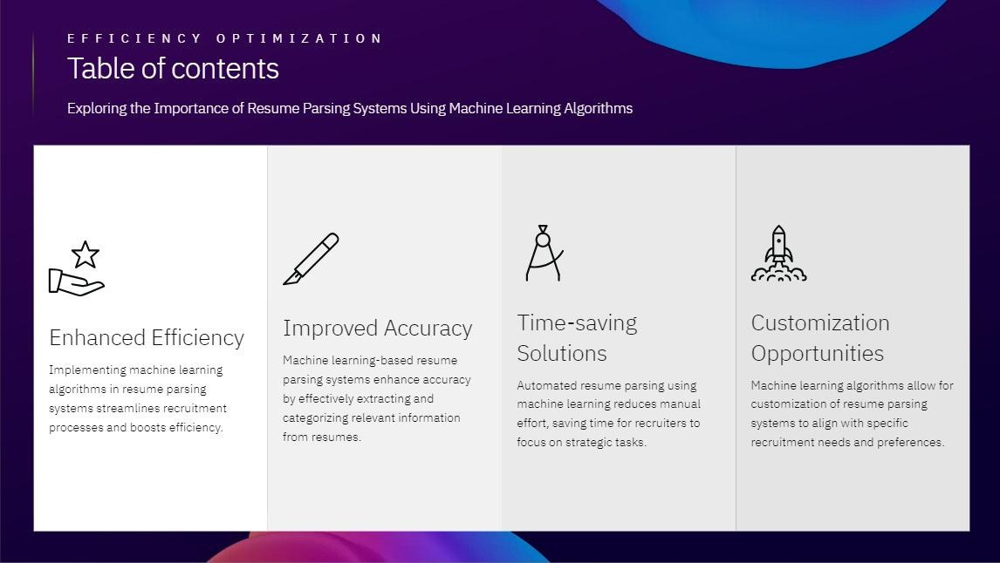 EFFICIENCY OPTIMIZATION
Table of contents
Exploring the Importance of Resume Parsing Systems Using Machine Learning Algorithms
Enhanced Efficiency
Implementing machine learning
algorithms in resume parsing
systems streamlines recruitment
processes and boosts efficiency.
Improved Accuracy
Machine learning-based resume
parsing systems enhance accuracy
by effectively extracting and
categorizing relevant information
from resumes.
Time-saving
Solutions
Automated resume parsing using
machine learning reduces manual
effort, saving time for recruiters to
focus on strategic tasks.
Customization
Opportunities
Machine learning algorithms allow for
customization of resume parsing
systems to align with specific
recruitment needs and preferences.